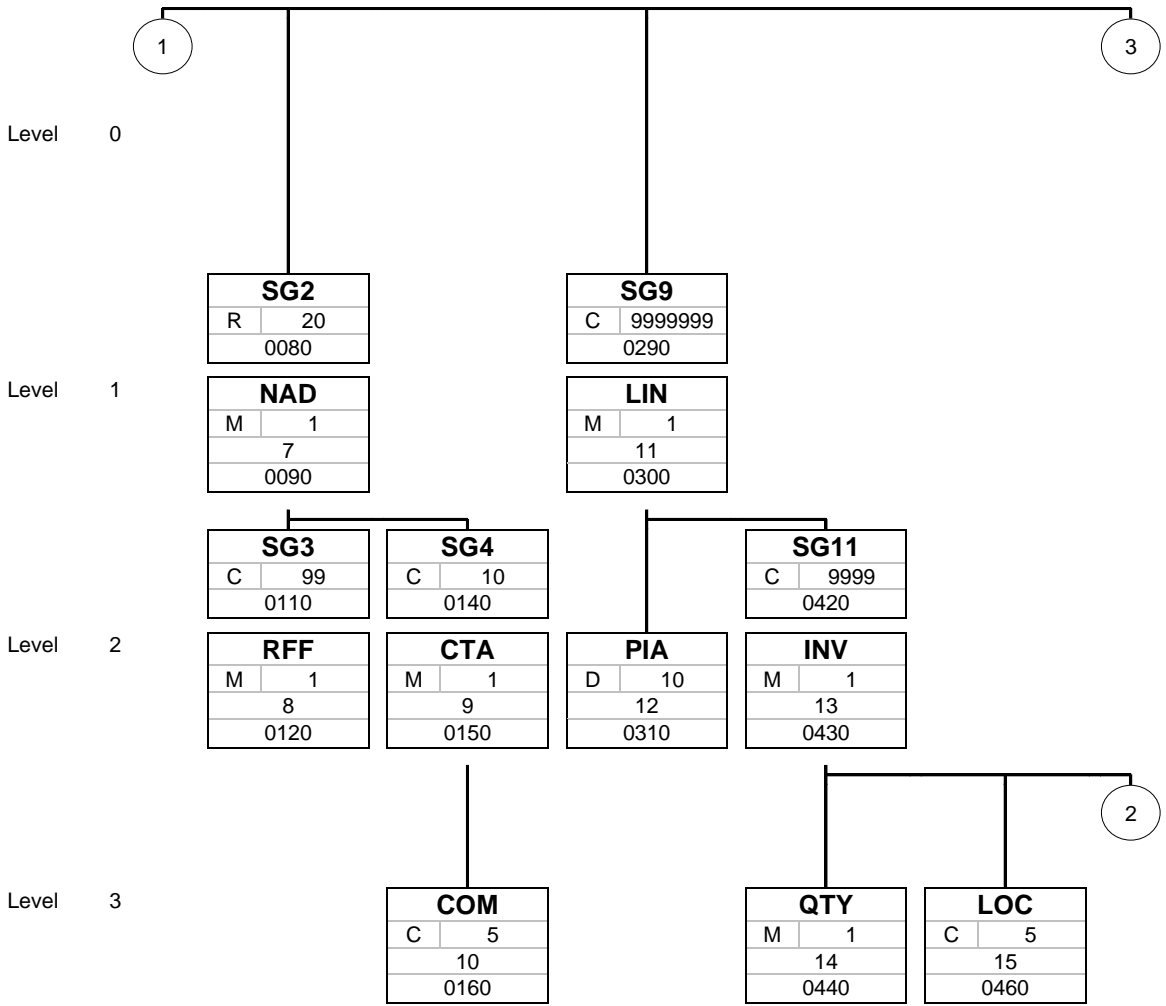 1 3
Level 0
SG2 SG9
R 20 C 9999999
0080 0290
Level 1 NAD LIN
M 1 M 1
7 11
0090 0300
SG3 SG4 SG11
C 99 C 10 C 9999
0110 0140 0420
Level 2 RFF CTA PIA INV
M 1 M 1 D 10 M 1
8 9 12 13
0120 0150 0310 0430
2
Level 3 COM QTY LOC
C 5 M 1 C 5
10 14 15
0160 0440 0460